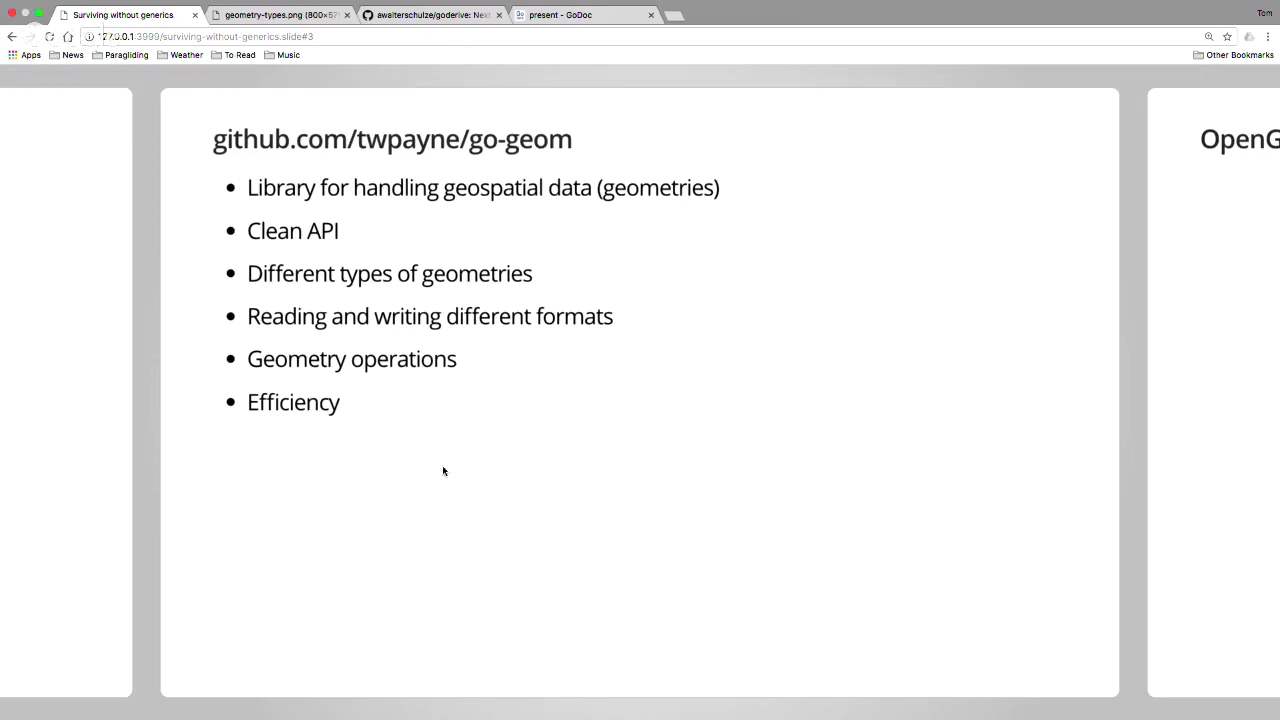 Surviving without generics
geometry-types.png (800×57
awalterschulze/goderive: Next
present - GoDoc
Tom
127.0.0.1:3999/surviving-without-generics.slide#3
Apps
News
Paragliding
Weather
To Read
Music
Other Bookmarks
github.com/twpayne/go-geom
• Library for handling geospatial data (geometries)
• Clean API
• Different types of geometries
• Reading and writing different formats
• Geometry operations
• Efficiency
OpenG